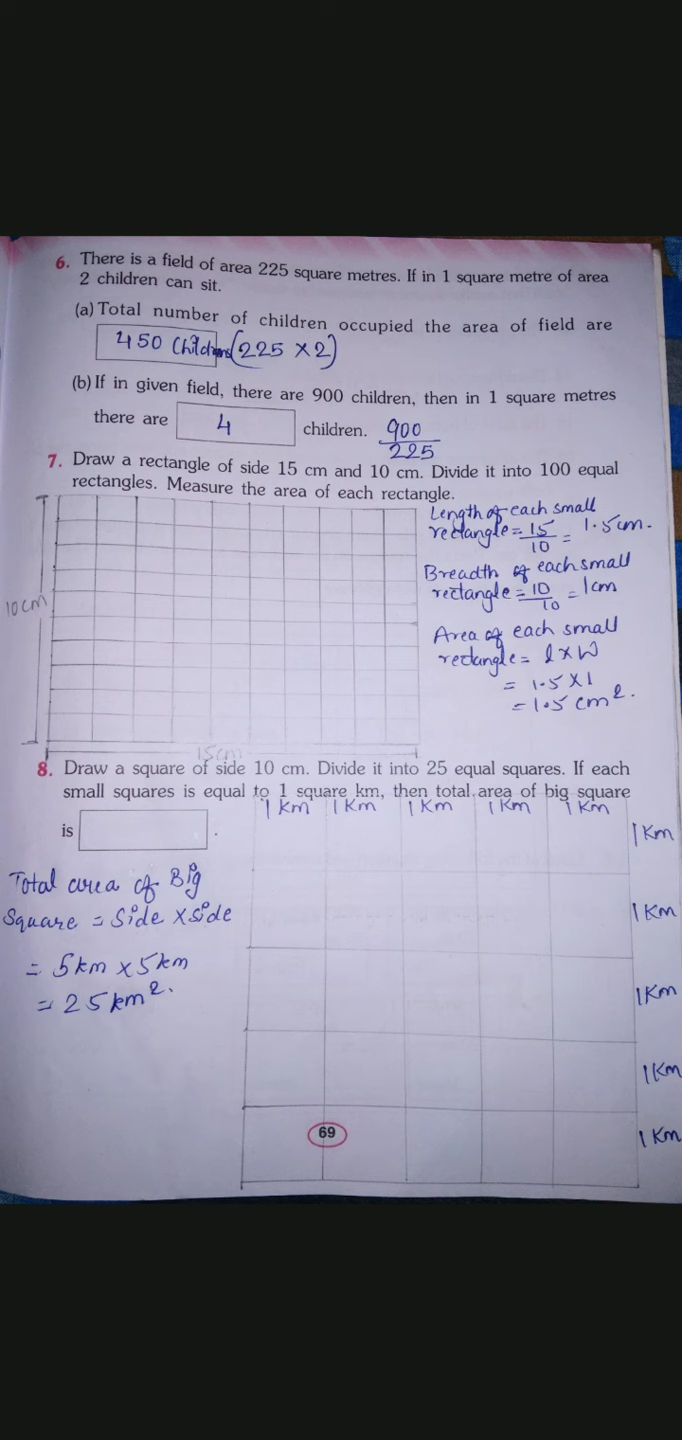 6. There is a field of area 225 square metres. If in 1 square metre of area
2 children can sit.
(a) Total number of children occupied the area of field are
450 (225 × 2)
(b) If in given field, there are 900 children, then in 1 square metres
there are 4 children. 900
225
7. Draw a rectangle of side 15 cm and 10 cm. Divide it into 100 equal
rectangles. Measure the area of each rectangle.
Length of each small
rectangle = 15 = 1.5 cm.
10
Breadth of each small
rectangle = 10 = 1cm
10
10cm
Area of each small
rectangle = l × W
= 1.5 × 1
= 1.5 cm².
15cm
8. Draw a square of side 10 cm. Divide it into 25 equal squares. If each
small squares is equal to 1 square km, then total area of big square
1 Km 1 Km 1 Km 1 Km 1 Km
is .
1 Km
Total area of Big
Square = Side × Side
1 Km
= 5km × 5km
= 25 km².
1 Km
1 Km
69
1 Km